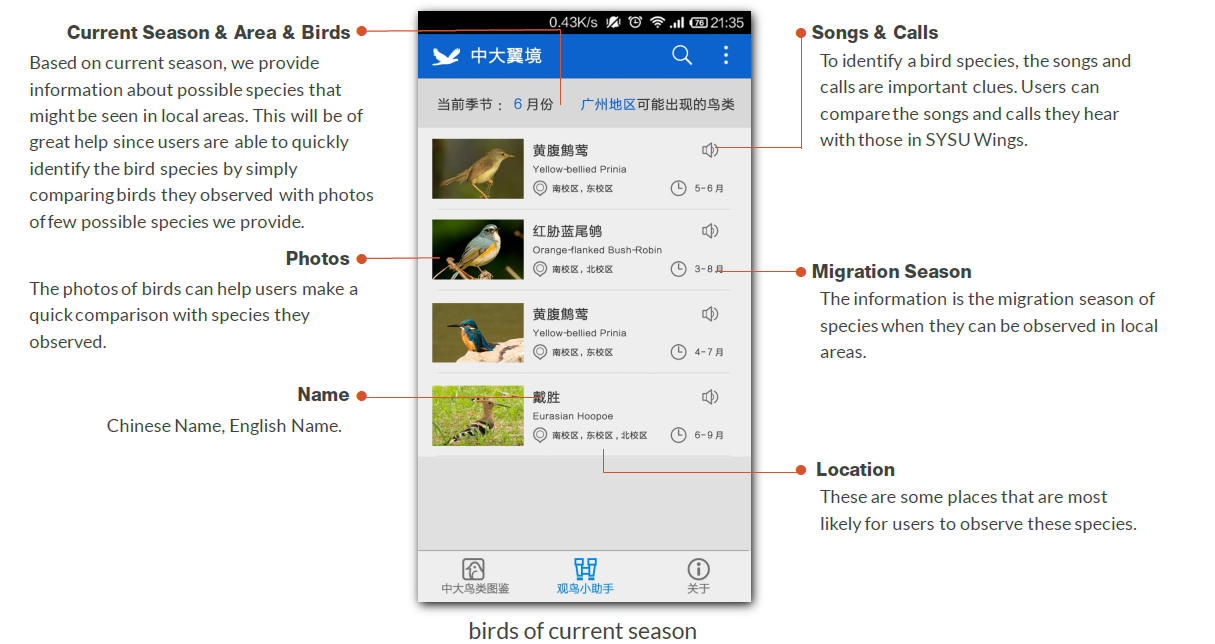 Current Season & Area & Birds
Based on current season, we provide
information about possible species that
might be seen in local areas. This will be of
great help since users are able to quickly
identify the bird species by simply
comparing birds they observed with photos
of few possible species we provide.
Photos
The photos of birds can help users make a
quick comparison with species they
observed.
Name
Chinese Name, English Name.
0.43K/s 76 21:35
中大翼境
当前季节： 6 月份 广州地区可能出现的鸟类
黄腹鹪莺
Yellow-bellied Prinia
南校区，东校区 5-6 月
红胁蓝尾鸲
Orange-flanked Bush-Robin
南校区，北校区 3-8 月
黄腹鹪莺
Yellow-bellied Prinia
南校区，东校区 4-7 月
戴胜
Eurasian Hoopoe
南校区，东校区，北校区 6-9 月
中大鸟类图鉴 观鸟小助手 关于
birds of current season
Songs & Calls
To identify a bird species, the songs and
calls are important clues. Users can
compare the songs and calls they hear
with those in SYSU Wings.
Migration Season
The information is the migration season of
species when they can be observed in local
areas.
Location
These are some places that are most
likely for users to observe these species.